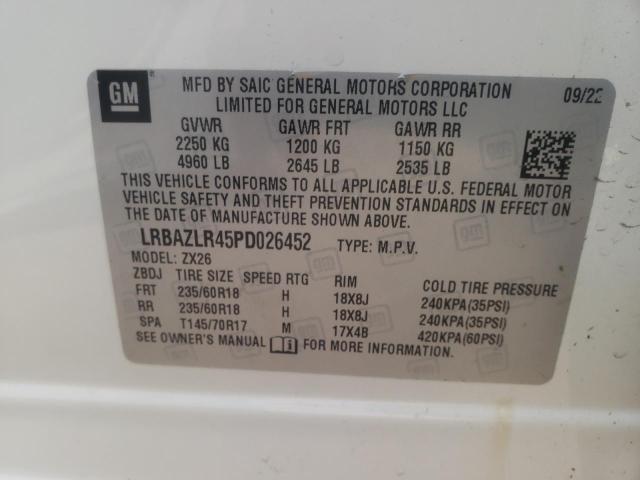 GM
MFD BY SAIC GENERAL MOTORS CORPORATION 09/22
LIMITED FOR GENERAL MOTORS LLC
GVWR GAWR FRT GAWR RR
2250 KG 1200 KG 1150 KG
4960 LB 2645 LB 2535 LB
THIS VEHICLE CONFORMS TO ALL APPLICABLE U.S. FEDERAL MOTOR
VEHICLE SAFETY AND THEFT PREVENTION STANDARDS IN EFFECT ON
THE DATE OF MANUFACTURE SHOWN ABOVE.
LRBAZLR45PD026452 TYPE: M.P.V.
MODEL: ZX26
ZBDJ TIRE SIZE SPEED RTG RIM COLD TIRE PRESSURE
FRT 235/60R18 H 18X8J 240KPA(35PSI)
RR 235/60R18 H 18X8J 240KPA(35PSI)
SPA T145/70R17 M 17X4B 420KPA(60PSI)
SEE OWNER'S MANUAL i FOR MORE INFORMATION.